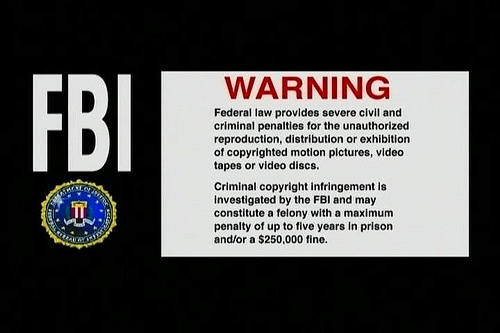 FBI
WARNING
Federal law provides severe civil and
criminal penalties for the unauthorized
reproduction, distribution or exhibition
of copyrighted motion pictures, video
tapes or video discs.
Criminal copyright infringement is
investigated by the FBI and may
constitute a felony with a maximum
penalty of up to five years in prison
and/or a $250,000 fine.